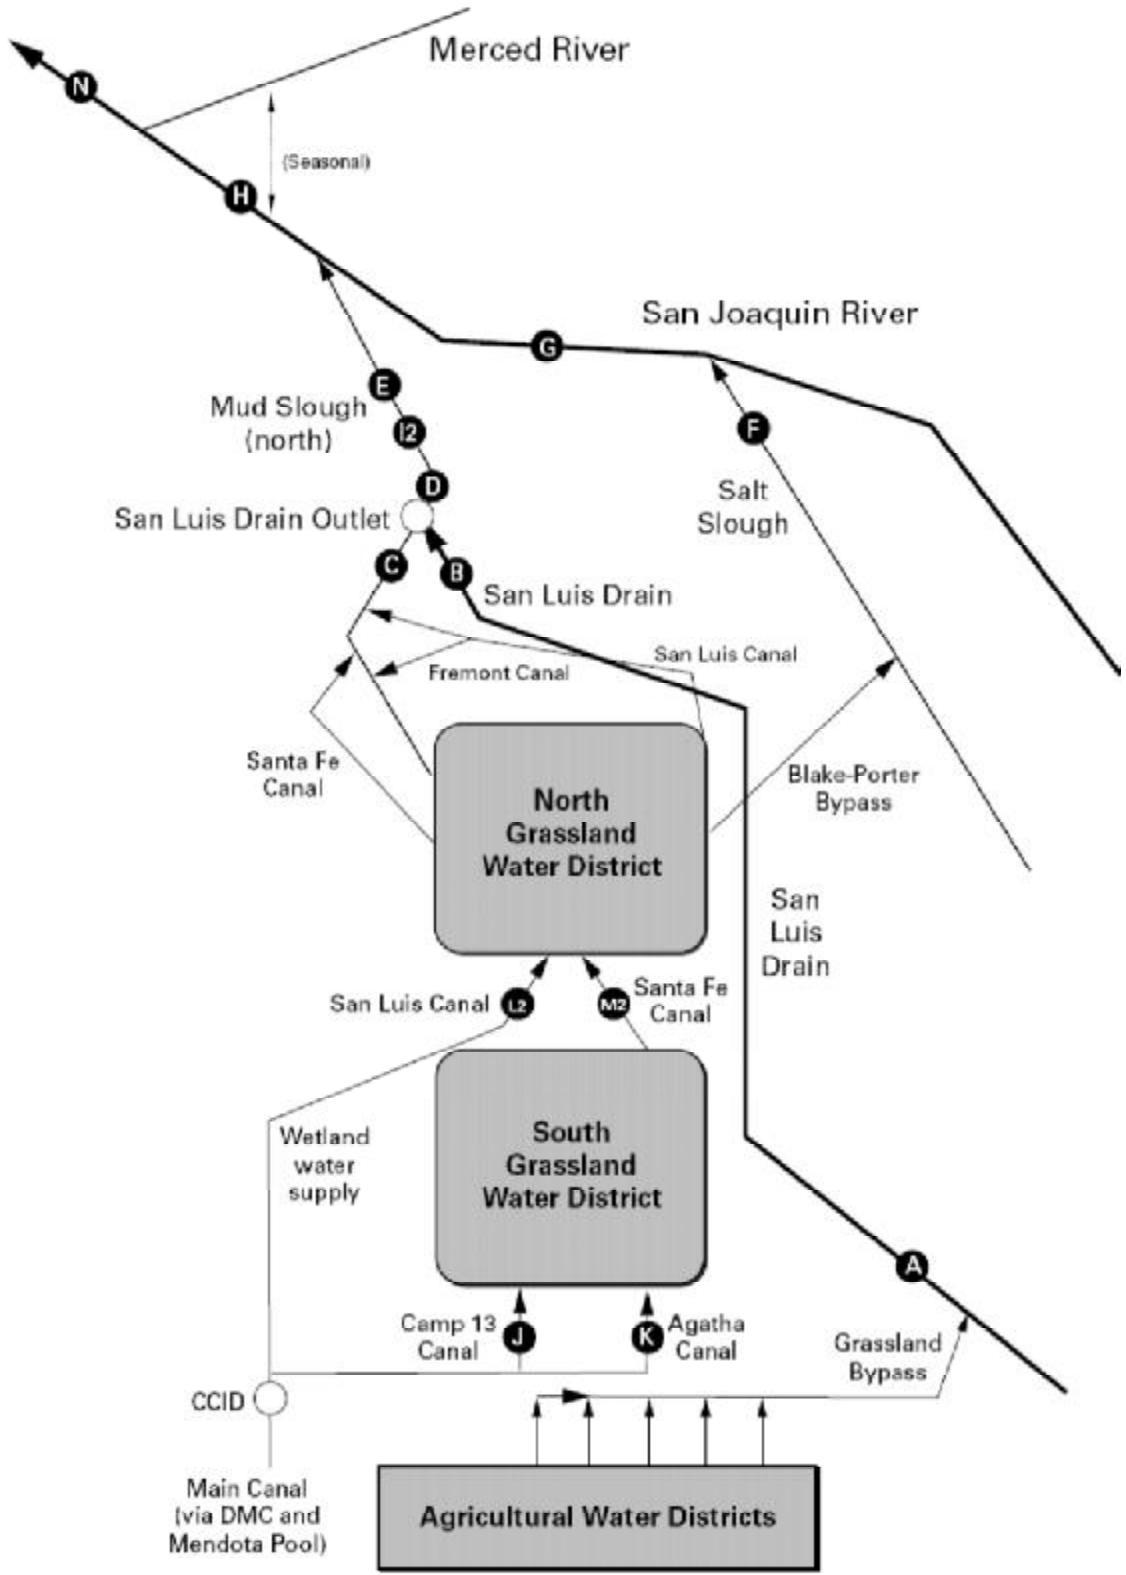 Merced River
N
(Seasonal)
H
San Joaquin River
G
E
Mud Slough
(north)
I2
F
D
Salt
Slough
San Luis Drain Outlet
C
B
San Luis Drain
San Luis Canal
Fremont Canal
Santa Fe
Canal
Blake-Porter
Bypass
North
Grassland
Water District
San
Luis
Drain
San Luis Canal
L2
M2
Santa Fe
Canal
Wetland
water
supply
South
Grassland
Water District
A
Camp 13
Canal
J
K
Agatha
Canal
Grassland
Bypass
CCID
Main Canal
(via DMC and
Mendota Pool)
Agricultural Water Districts